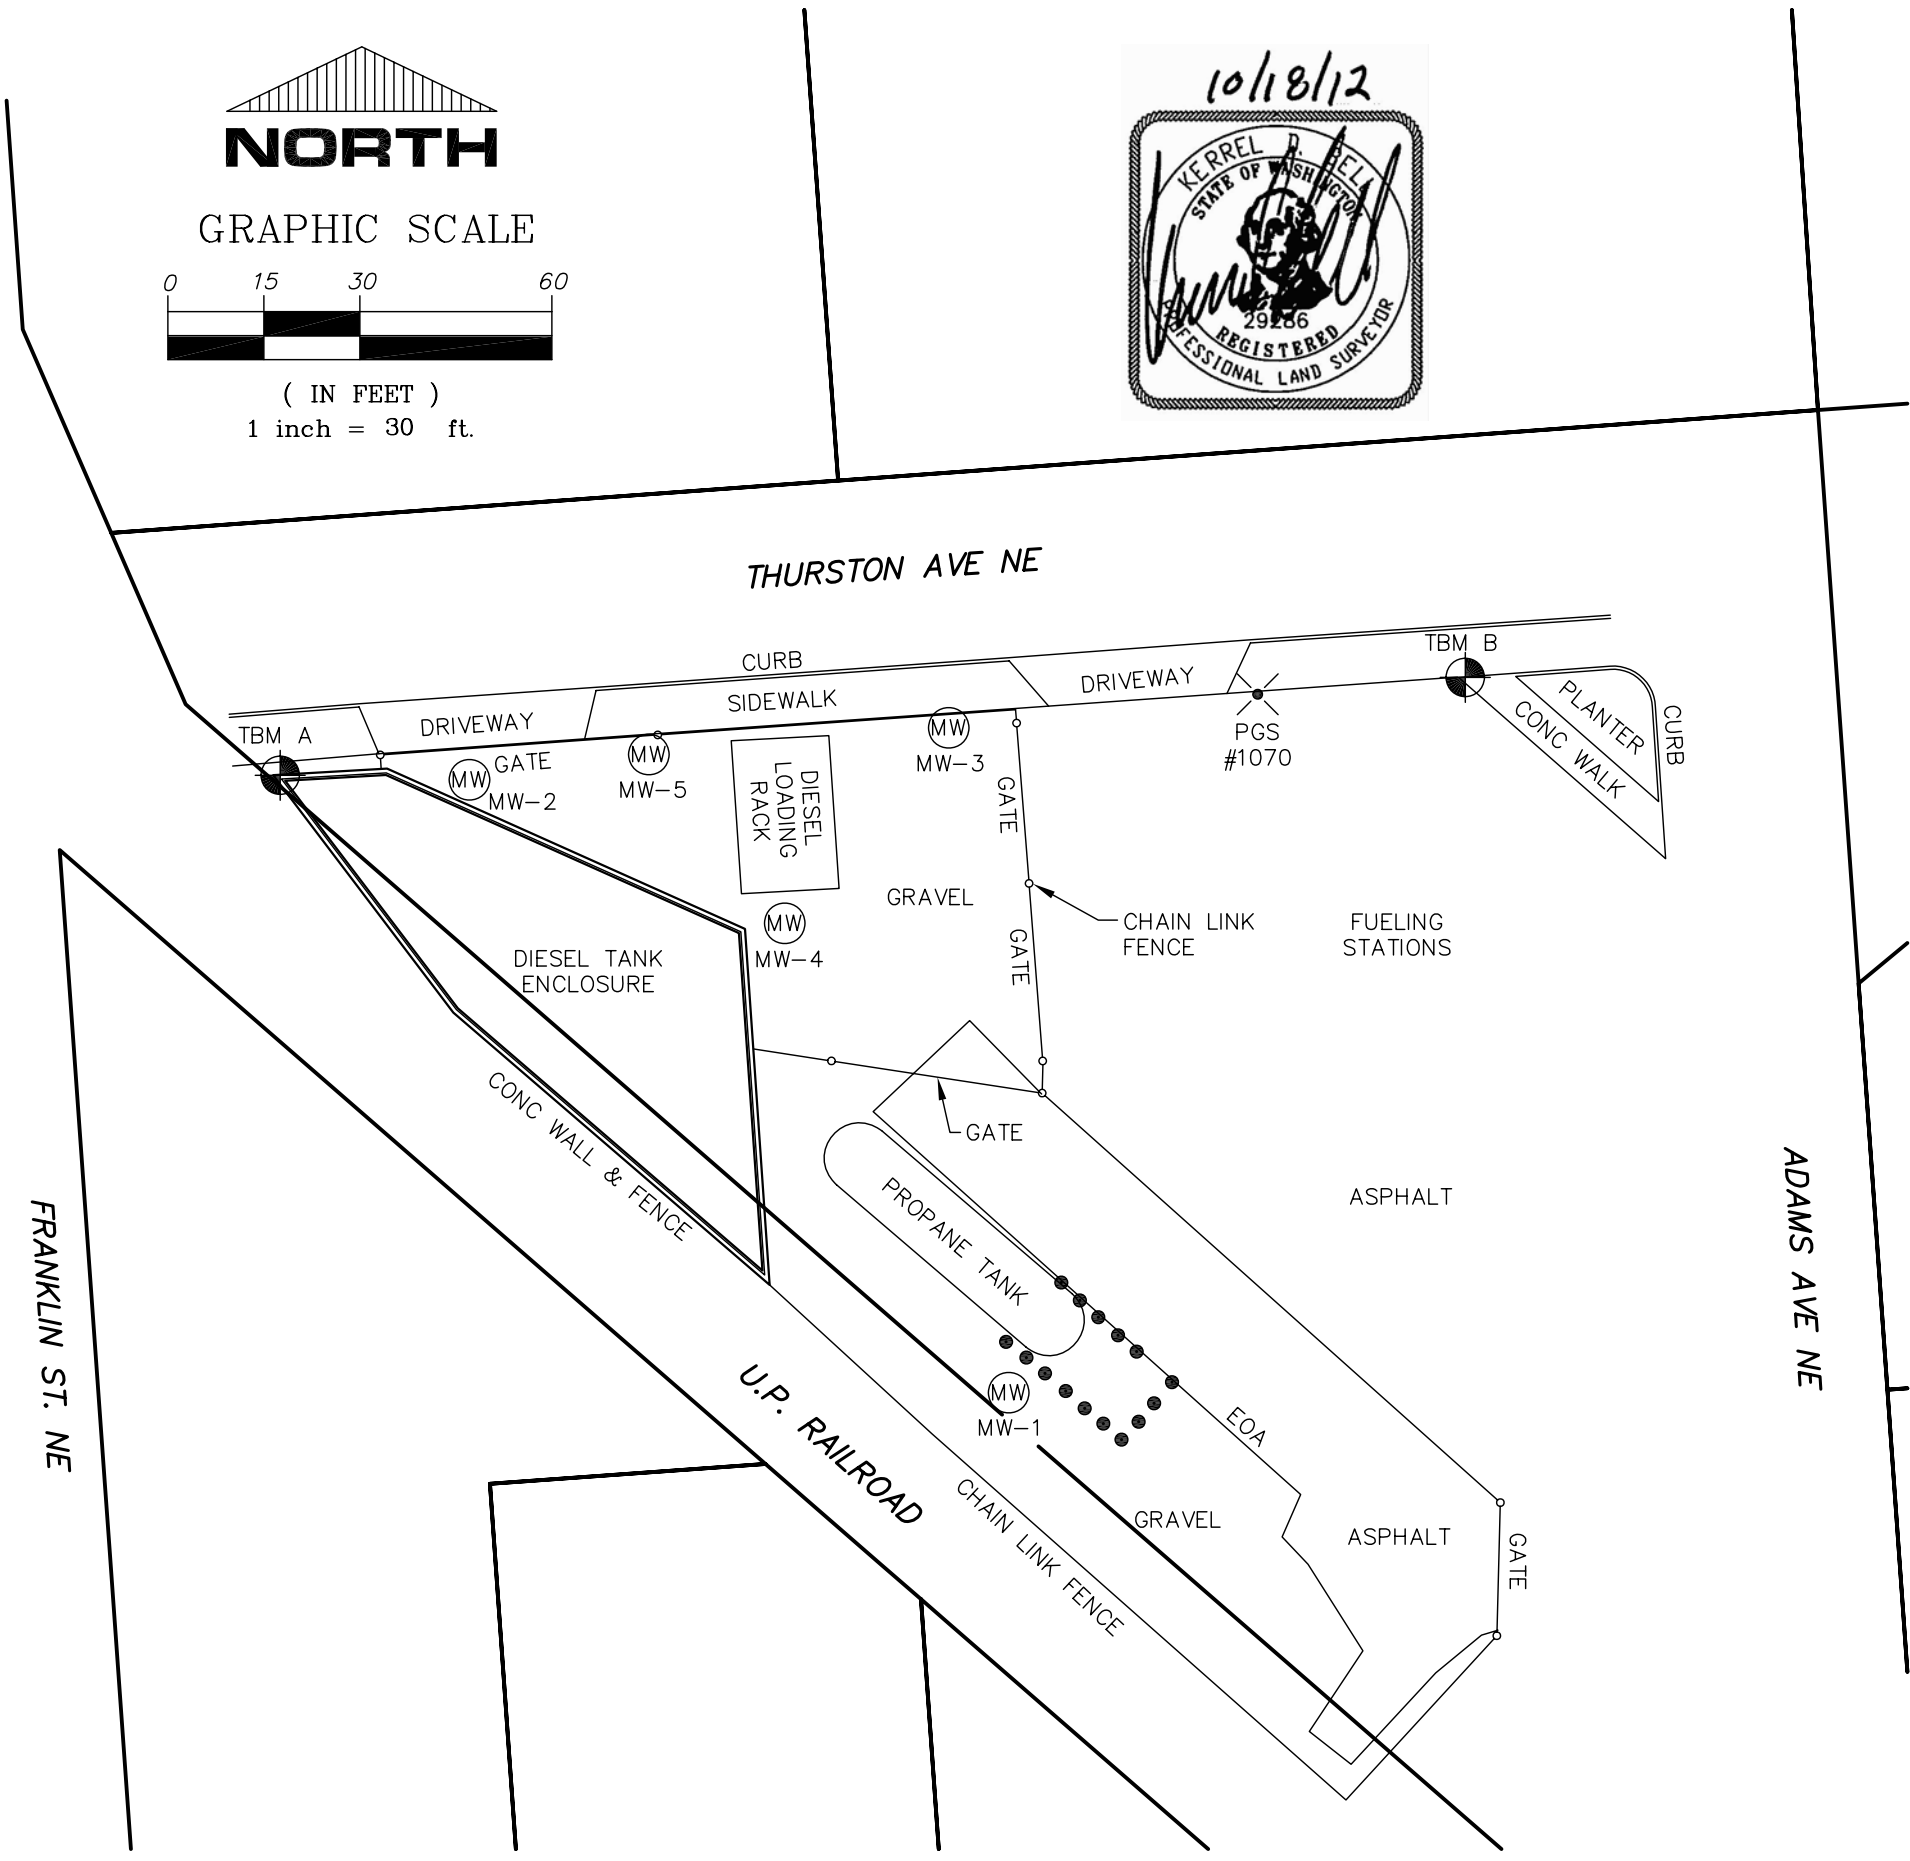 NORTH
GRAPHIC SCALE
0 15 30 60
( IN FEET )
1 inch = 30 ft.
10/18/12
KERREL D. BELL
STATE OF WASHINGTON
29286
REGISTERED
PROFESSIONAL LAND SURVEYOR
THURSTON AVE NE
CURB
SIDEWALK
DRIVEWAY
DRIVEWAY
TBM A
TBM B
PGS
#1070
PLANTER
CONC WALK
CURB
GATE
MW
MW-2
MW
MW-5
MW
MW-3
DIESEL
LOADING
RACK
GATE
GRAVEL
CHAIN LINK
FENCE
FUELING
STATIONS
MW
MW-4
GATE
DIESEL TANK
ENCLOSURE
CONC WALL & FENCE
GATE
PROPANE TANK
ASPHALT
ADAMS AVE NE
FRANKLIN ST. NE
U.P. RAILROAD
MW
MW-1
EOA
CHAIN LINK FENCE
GRAVEL
ASPHALT
GATE